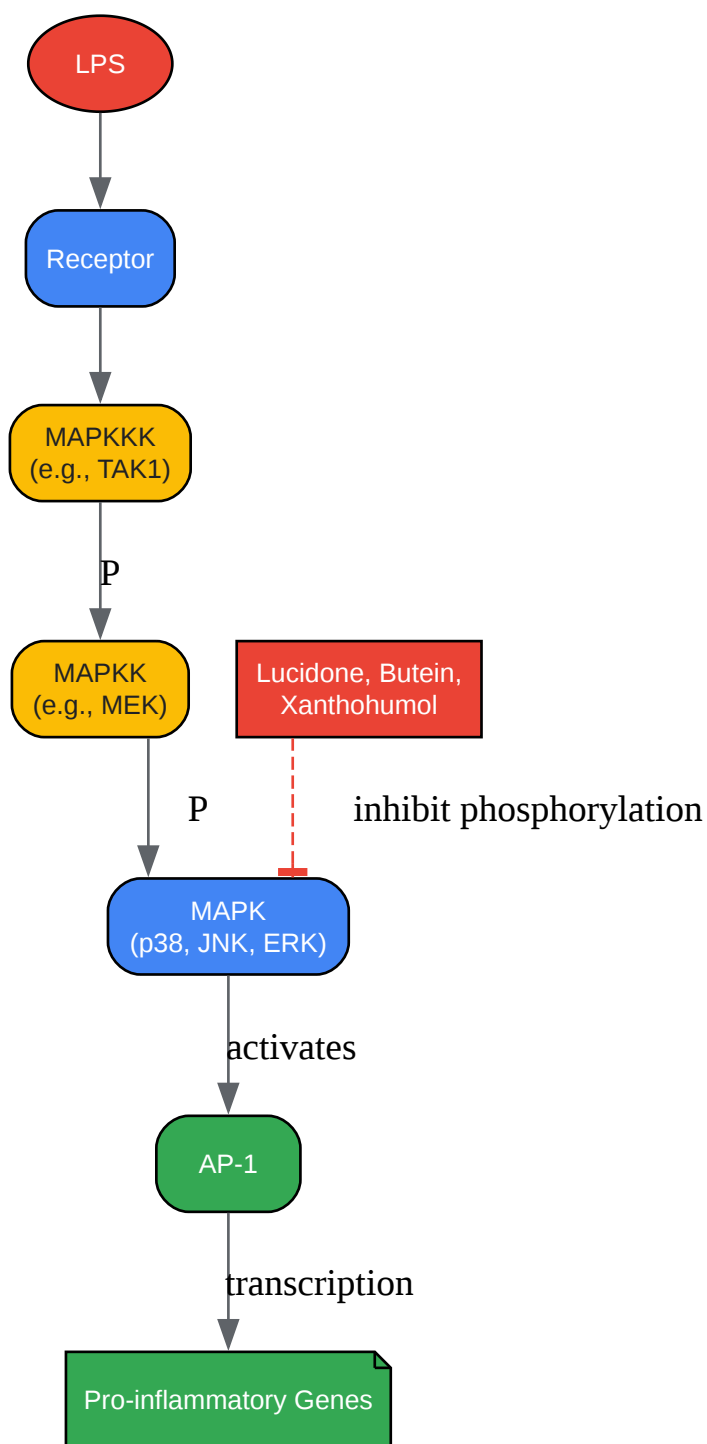 LPS
Receptor
MAPKKK
(e.g., TAK1)
P
MAPKK
(e.g., MEK)
Lucidone, Butein,
Xanthohumol
P
inhibit phosphorylation
MAPK
(p38, JNK, ERK)
activates
AP-1
transcription
Pro-inflammatory Genes